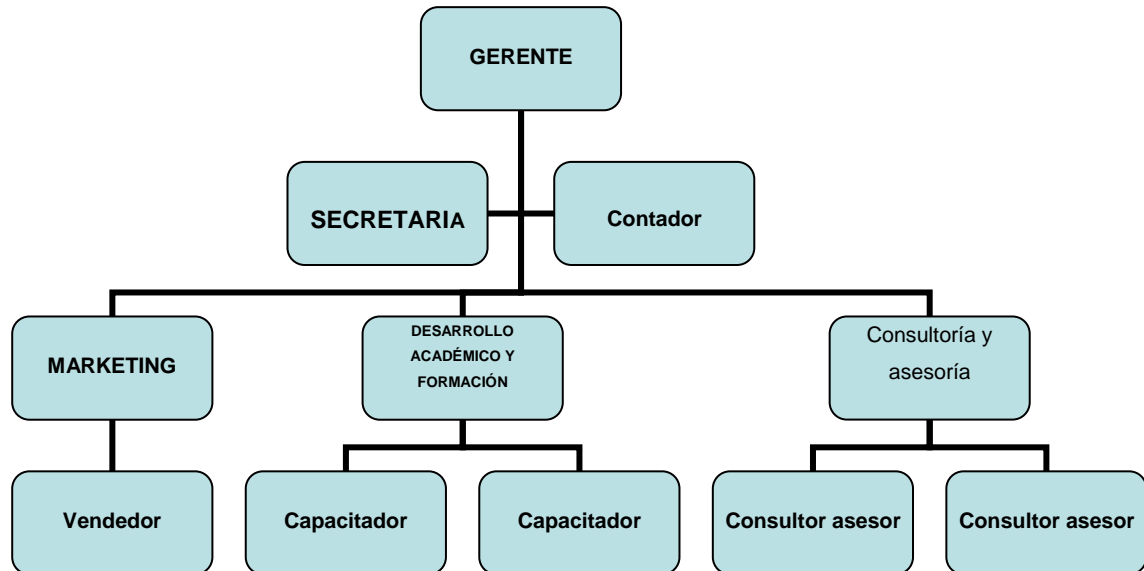 GERENTE
SECRETARIA
Contador
MARKETING
DESARROLLO
ACADÉMICO Y
FORMACIÓN
Consultoría y
asesoría
Vendedor
Capacitador
Capacitador
Consultor asesor
Consultor asesor